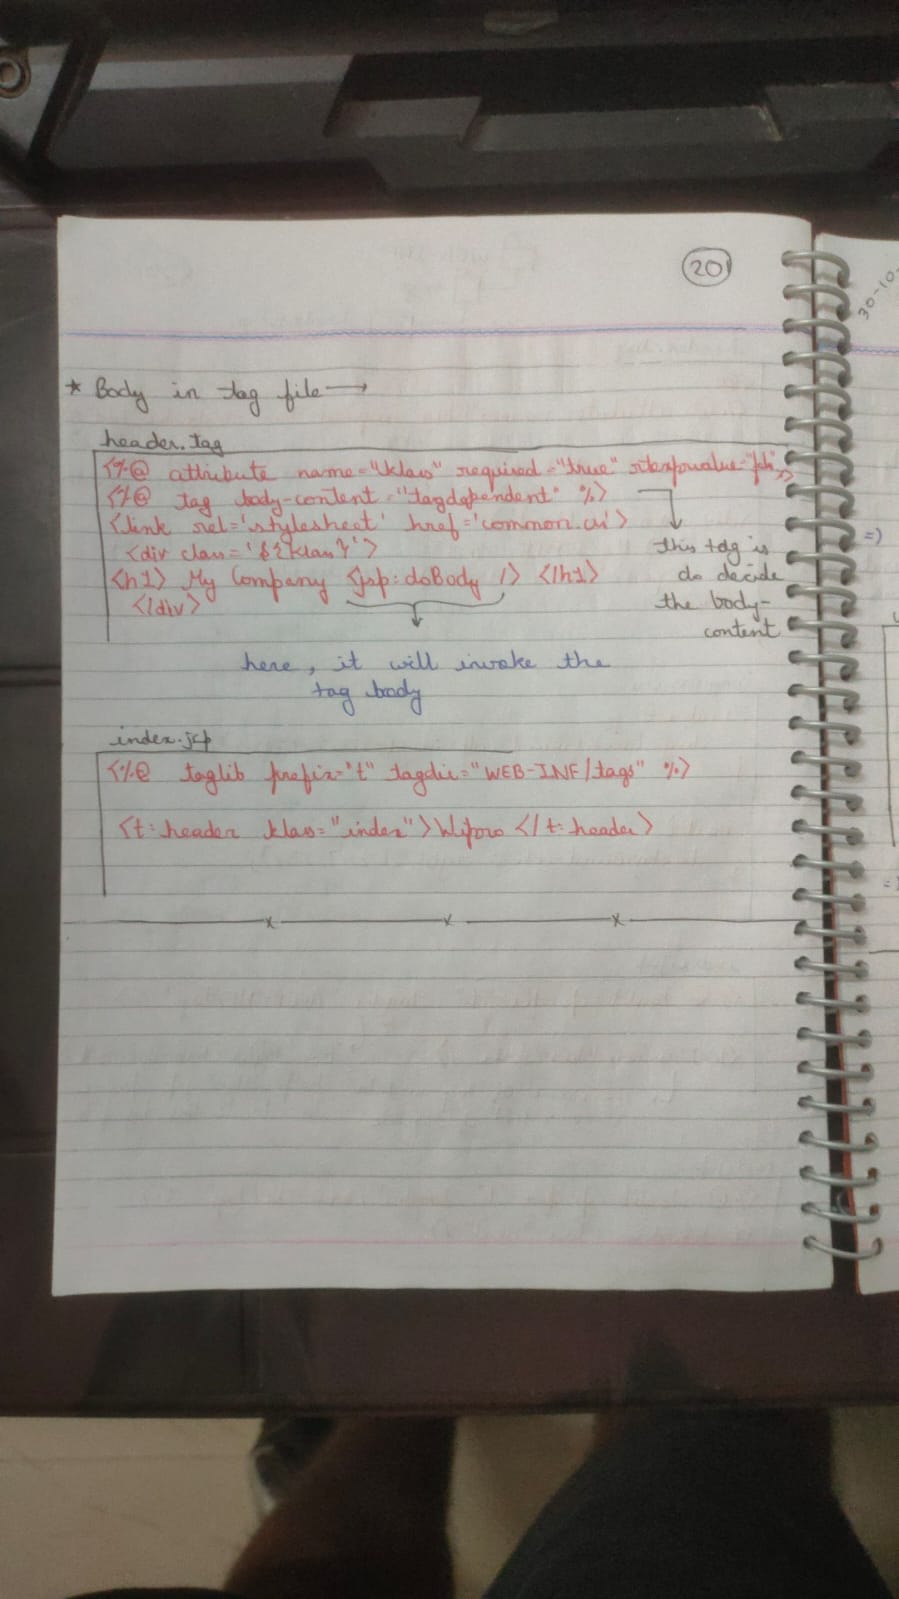 201
30-10-
* Body in tag file →
header.tag
<%@ attribute name="klass" required="true" rtexprvalue=
<%@ tag body-content="tagdependent" %>
<link rel='stylesheet' href='common.css'>
<div class='${klass}'>
<h1> My Company <jsp:doBody /> </h1>
</div>
this tag is
do decide
the body-
content
here, it will invoke the
tag body
index.jsp
<%@ taglib prefix="t" tagdir="WEB-INF/tags" %>
<t:header klass="index">Wipro </t:header>
=)